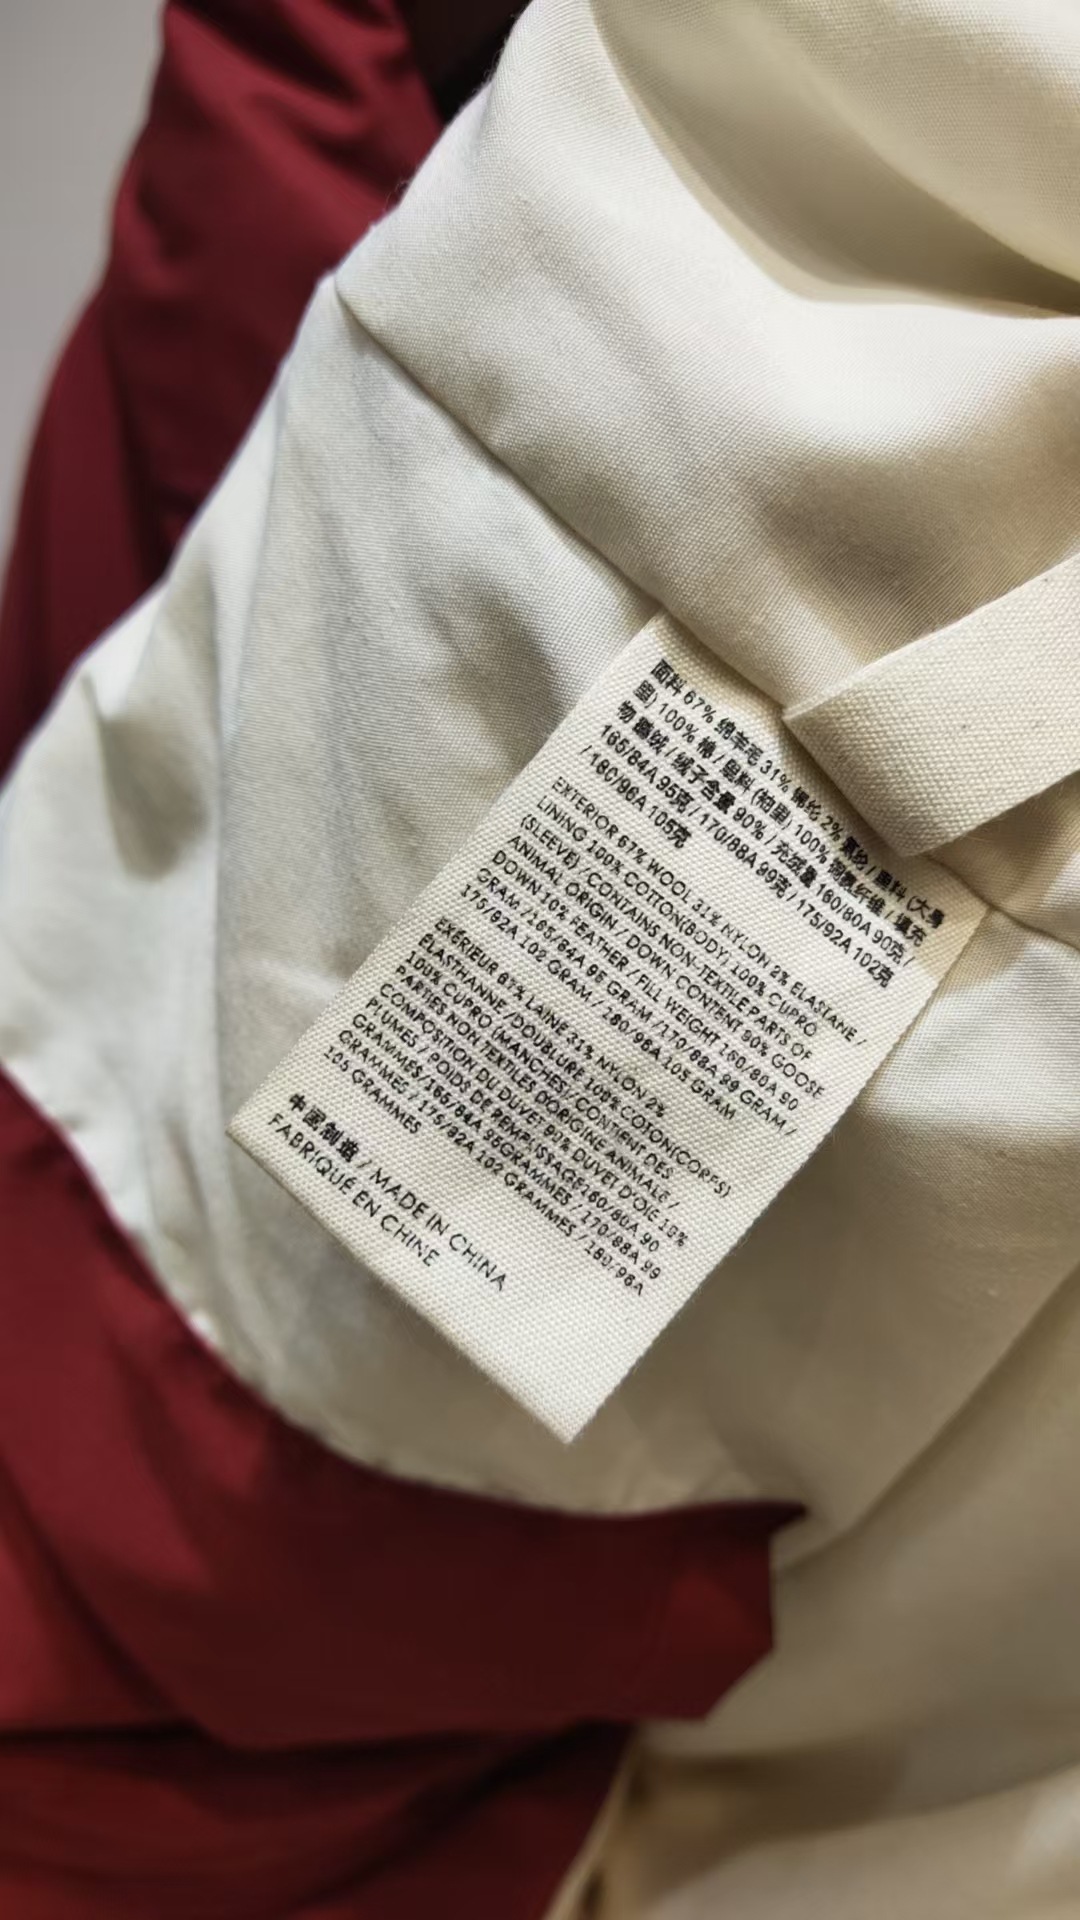 面料 67% 绵羊毛 31% 锦纶 2% 氨纶 / 里料 (大身
里) 100% 棉 / 里料 (袖里) 100% 铜氨纤维 / 填充
物 鹅绒 / 绒子含量 90% / 充绒量 160/80A 90克 /
165/84A 95克 / 170/88A 99克 / 175/92A 102克
/ 180/96A 105克
EXTERIOR 67% WOOL 31% NYLON 2% ELASTANE /
LINING 100% COTTON(BODY) 100% CUPRO
(SLEEVE) / CONTAINS NON-TEXTILE PARTS OF
ANIMAL ORIGIN / DOWN CONTENT 90% GOOSE
DOWN 10% FEATHER / FILL WEIGHT 160/80A 90
GRAM / 165/84A 95 GRAM / 170/88A 99 GRAM /
175/92A 102 GRAM / 180/96A 105 GRAM
EXÉRIEUR 67% LAINE 31% NYLON 2%
ÉLASTHANNE / DOUBLURE 100% COTON(CORPS)
100% CUPRO (MANCHES)/ CONTIENT DES
PARTIES NON TEXTILES D'ORIGINE ANIMALE /
COMPOSITION DU DUVET 90% DUVET D'OIE 10%
PLUMES / POIDS DE REMPLISSAGE160/80A 90
GRAMMES/165/84A 95GRAMMES / 170/88A 99
GRAMMES / 175/92A 102 GRAMMES / 180/96A
105 GRAMMES
中国制造 / MADE IN CHINA
FABRIQUÉ EN CHINE